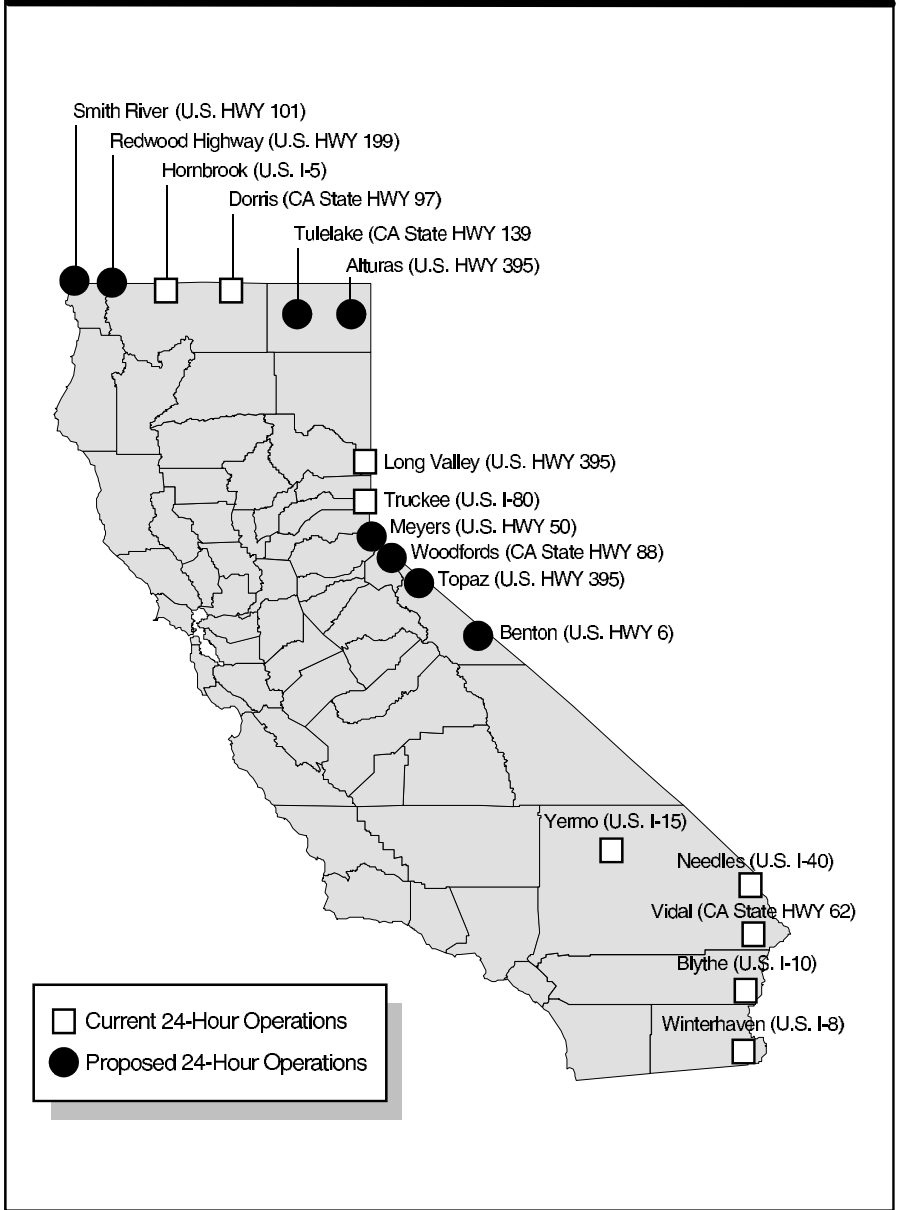 Smith River (U.S. HWY 101)
Redwood Highway (U.S. HWY 199)
Hornbrook (U.S. I-5)
Dorris (CA State HWY 97)
Tulelake (CA State HWY 139
Alturas (U.S. HWY 395)
Long Valley (U.S. HWY 395)
Truckee (U.S. I-80)
Meyers (U.S. HWY 50)
Woodfords (CA State HWY 88)
Topaz (U.S. HWY 395)
Benton (U.S. HWY 6)
Yermo (U.S. I-15)
Needles (U.S. I-40)
Vidal (CA State HWY 62)
Blythe (U.S. I-10)
Winterhaven (U.S. I-8)
Current 24-Hour Operations
Proposed 24-Hour Operations